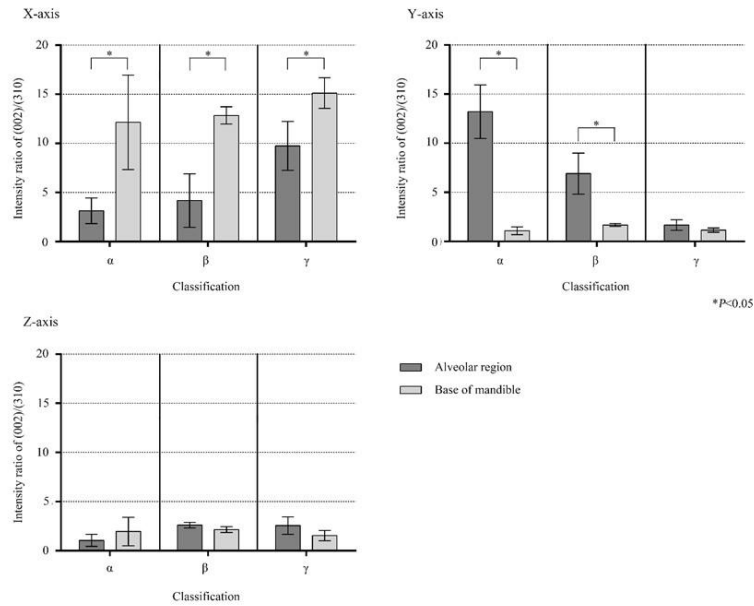 X-axis
Intensity ratio of (002)/(310)
20
15
10
5
0
*
*
*
α
β
γ
Classification
Y-axis
Intensity ratio of (002)/(310)
20
15
10
5
0
*
*
α
β
γ
Classification
*P<0.05
Z-axis
Intensity ratio of (002)/(310)
20
15
10
5
0
α
β
γ
Classification
Alveolar region
Base of mandible